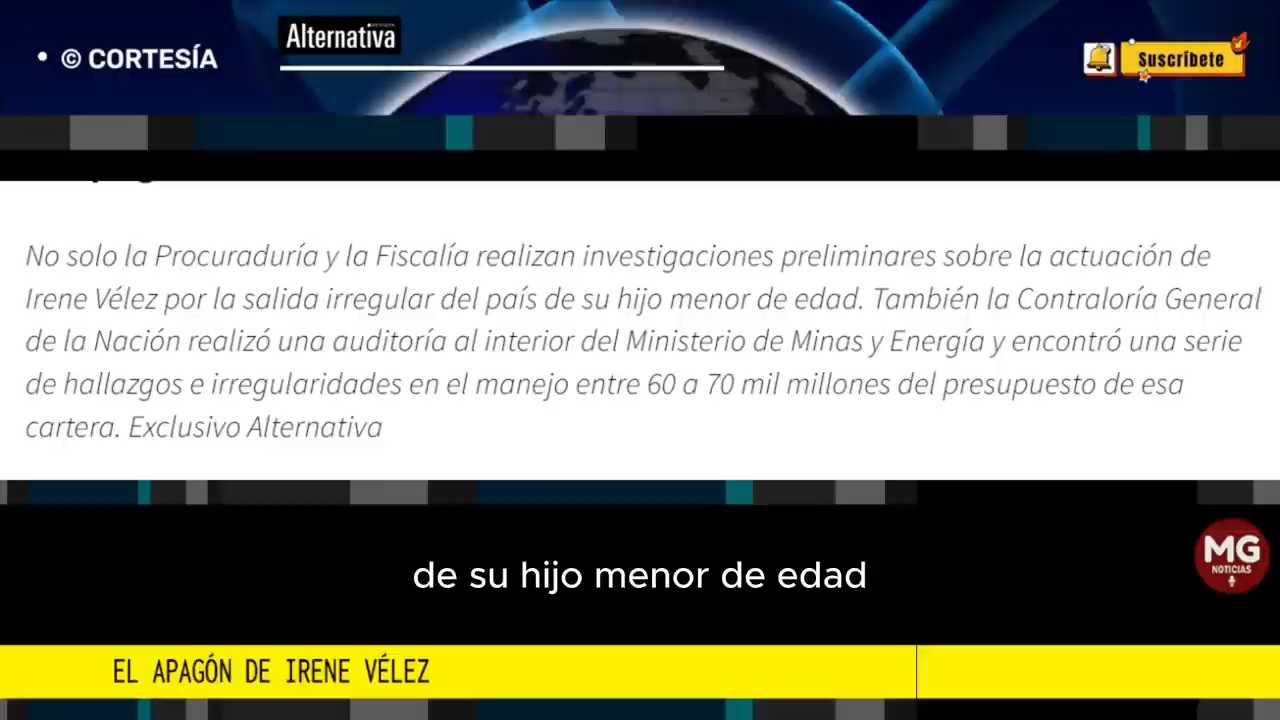 • © CORTESÍA
Alternativa
Suscríbete
No solo la Procuraduría y la Fiscalía realizan investigaciones preliminares sobre la actuación de
Irene Vélez por la salida irregular del país de su hijo menor de edad. También la Contraloría General
de la Nación realizó una auditoría al interior del Ministerio de Minas y Energía y encontró una serie
de hallazgos e irregularidades en el manejo entre 60 a 70 mil millones del presupuesto de esa
cartera. Exclusivo Alternativa
MG
NOTICIAS
de su hijo menor de edad
EL APAGÓN DE IRENE VÉLEZ